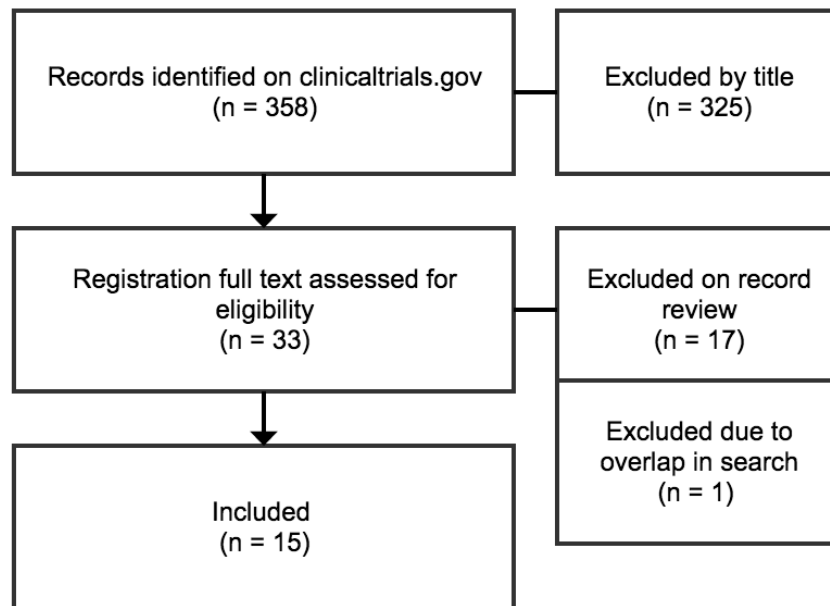 Records identified on clinicaltrials.gov
(n = 358)
Excluded by title
(n = 325)
Registration full text assessed for
eligibility
(n = 33)
Excluded on record
review
(n = 17)
Excluded due to
overlap in search
(n = 1)
Included
(n = 15)